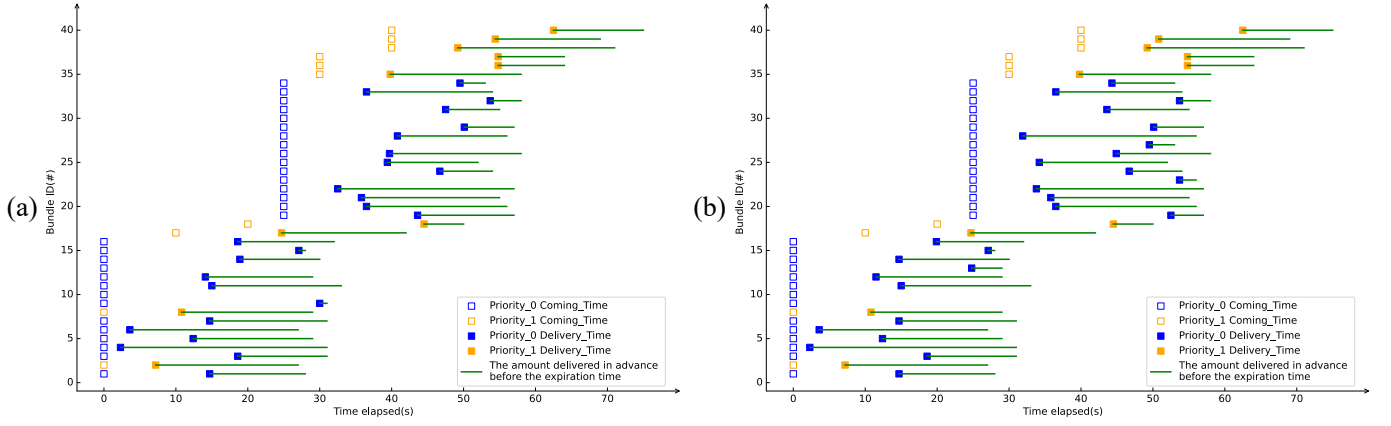 (a)
Bundle ID(#)
40
35
30
25
20
15
10
5
0
0 10 20 30 40 50 60 70
Time elapsed(s)
Priority_0 Coming_Time
Priority_1 Coming_Time
Priority_0 Delivery_Time
Priority_1 Delivery_Time
The amount delivered in advance
before the expiration time
(b)
Bundle ID(#)
40
35
30
25
20
15
10
5
0
0 10 20 30 40 50 60 70
Time elapsed(s)
Priority_0 Coming_Time
Priority_1 Coming_Time
Priority_0 Delivery_Time
Priority_1 Delivery_Time
The amount delivered in advance
before the expiration time